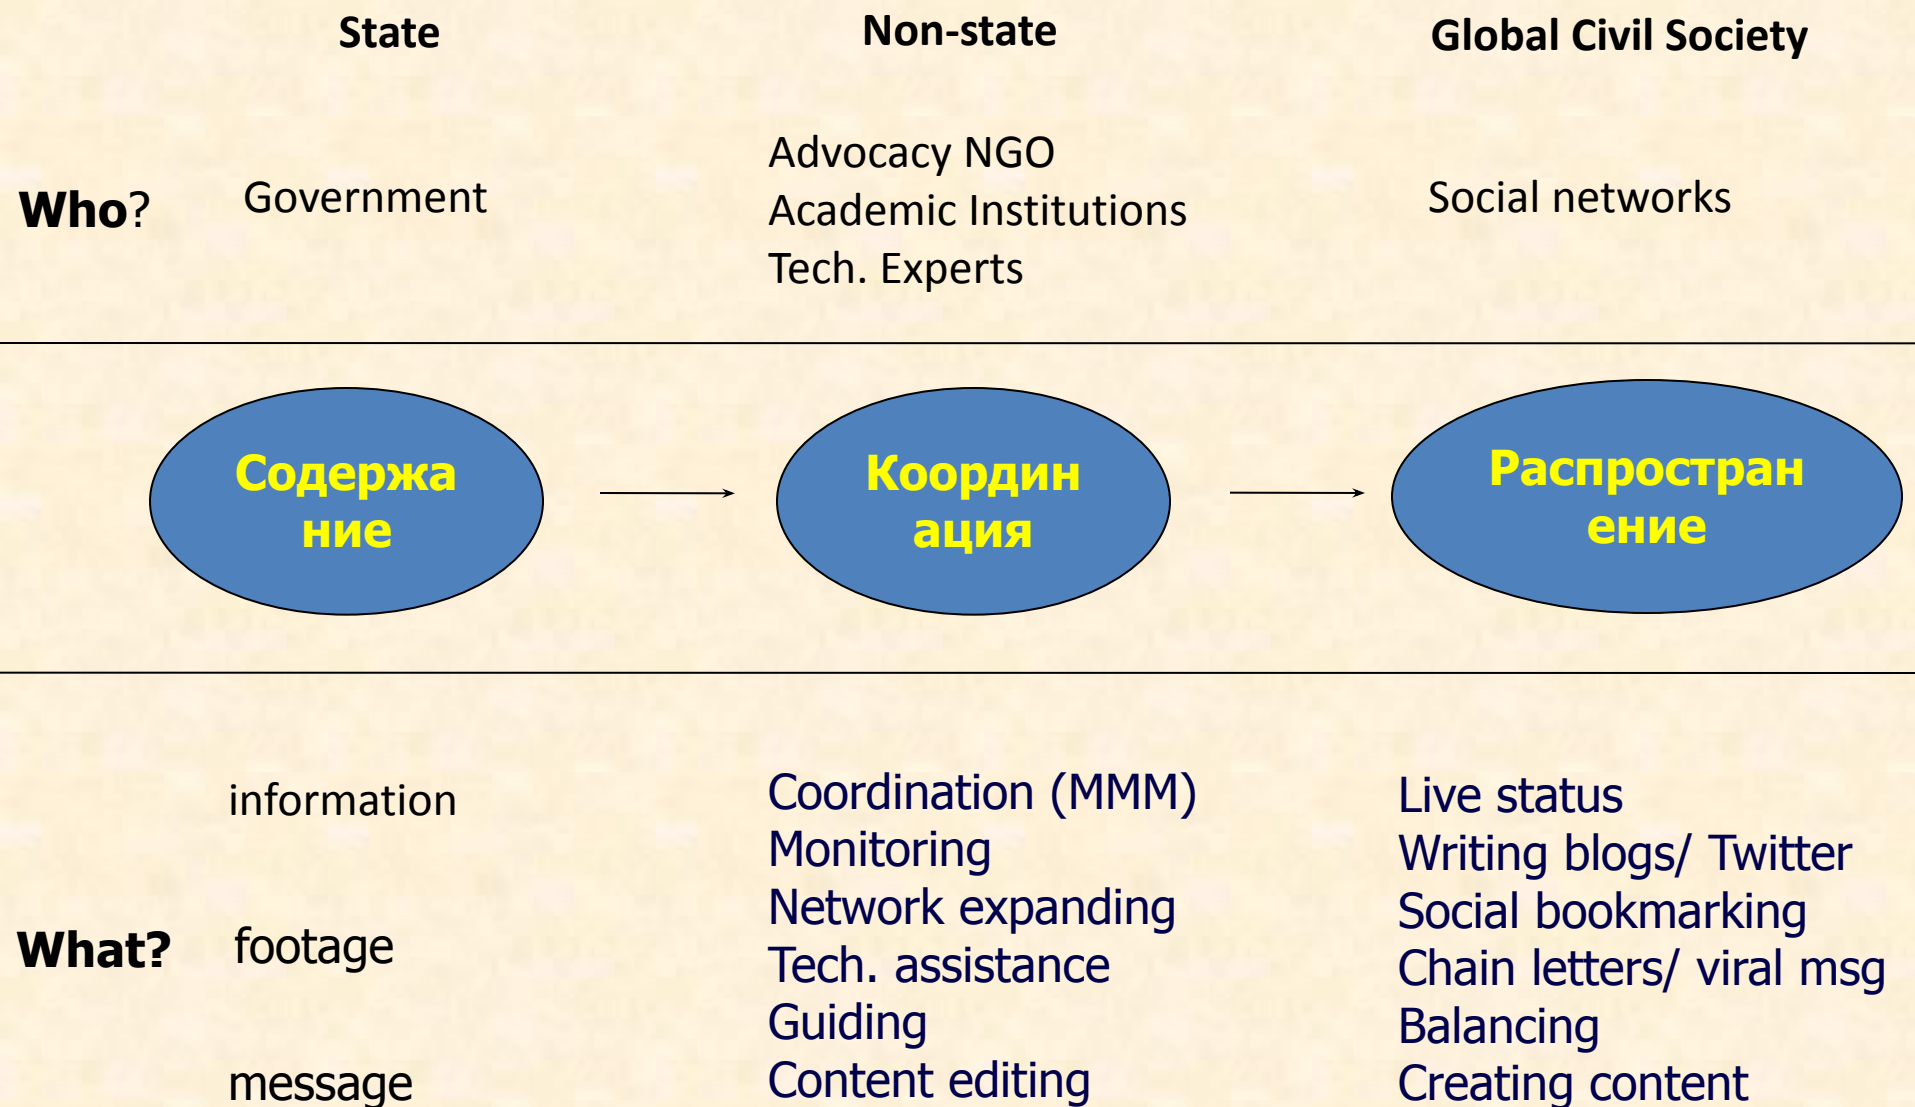 State
Non-state
Global Civil Society
Who?
Government
Advocacy NGO
Academic Institutions
Tech. Experts
Social networks
Содержа
ние
Координ
ация
Распростран
ение
What?
information
footage
message
Coordination (MMM)
Monitoring
Network expanding
Tech. assistance
Guiding
Content editing
Live status
Writing blogs/ Twitter
Social bookmarking
Chain letters/ viral msg
Balancing
Creating content